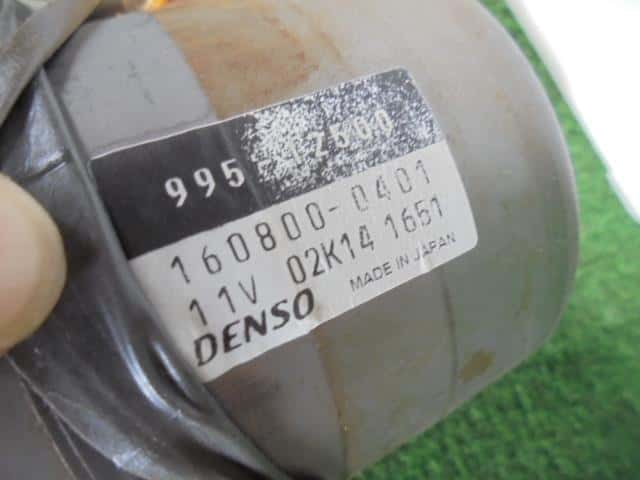 995
160800-0401
11V 02K14 1651
DENSO MADE IN JAPAN